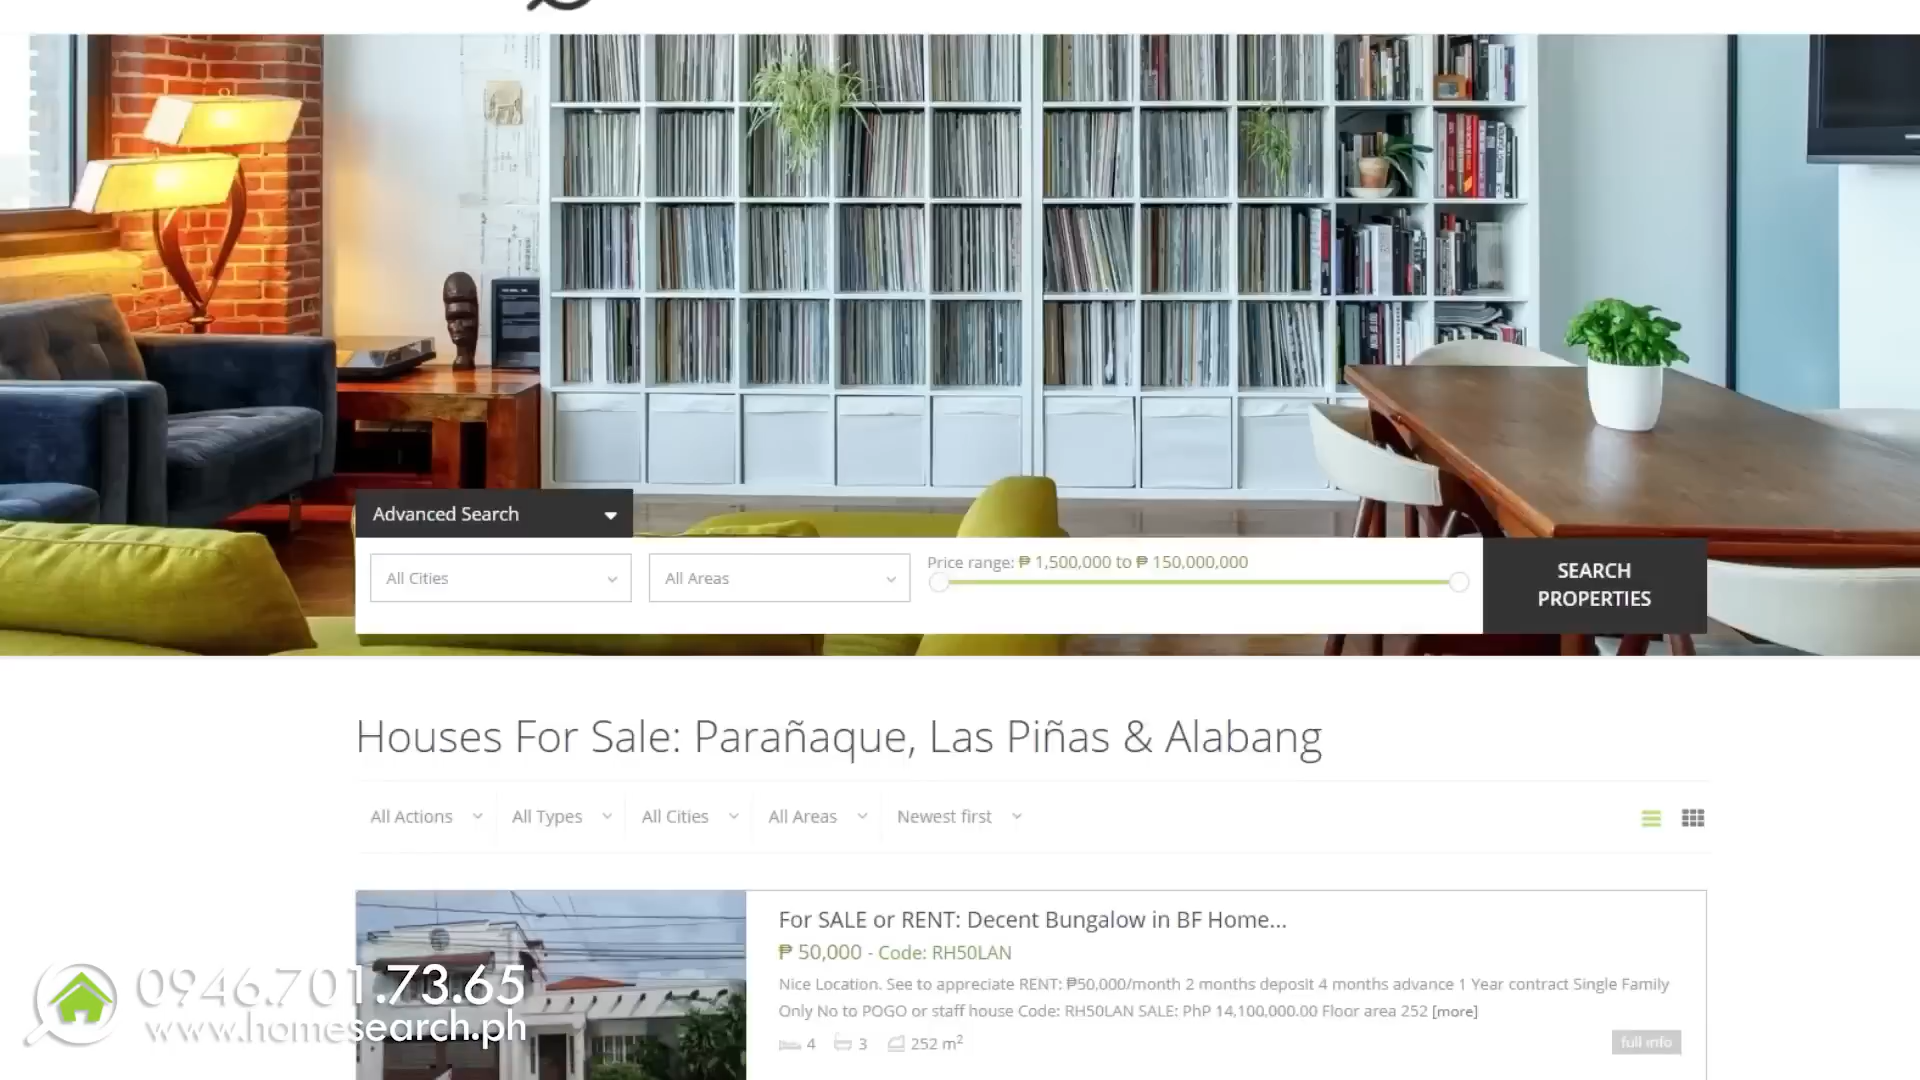 Advanced Search
All Cities
All Areas
Price range: ₱ 1,500,000 to ₱ 150,000,000
SEARCH
PROPERTIES
Houses For Sale: Parañaque, Las Piñas & Alabang
All Actions
All Types
All Cities
All Areas
Newest first
For SALE or RENT: Decent Bungalow in BF Home...
₱ 50,000 - Code: RH50LAN
Nice Location. See to appreciate RENT: ₱50,000/month 2 months deposit 4 months advance 1 Year contract Single Family
Only No to POGO or staff house Code: RH50LAN SALE: PhP 14,100,000.00 Floor area 252 [more]
4 3 252 m²
full info
0946.701.73.65
www.homesearch.ph